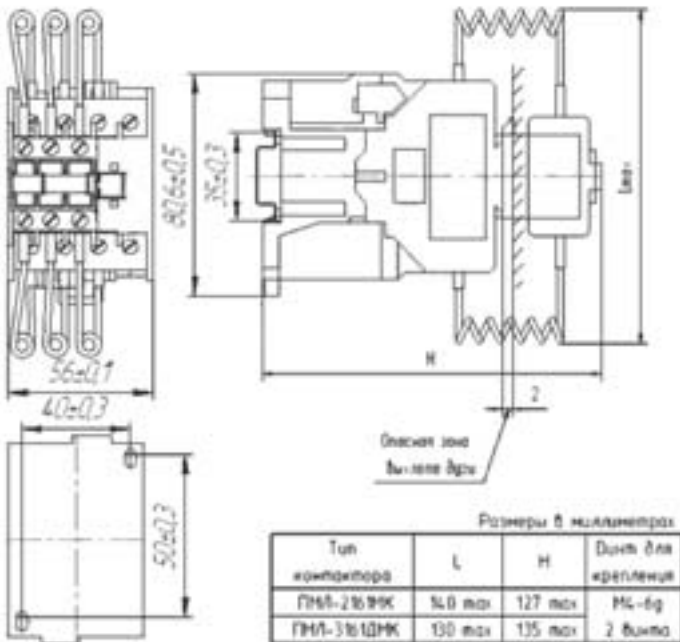 80,6±0,5
35±0,3
Lmax
56±0,1
H
40±0,3
2
Опасная зона
выхлопа дуги
50±0,3
Размеры в миллиметрах
Тип контактора | L | H | Винт для крепления
ПМЛ-2161МК | 140 max | 127 max | М4-6g
ПМЛ-3161ДМК | 130 max | 135 max | 2 винта